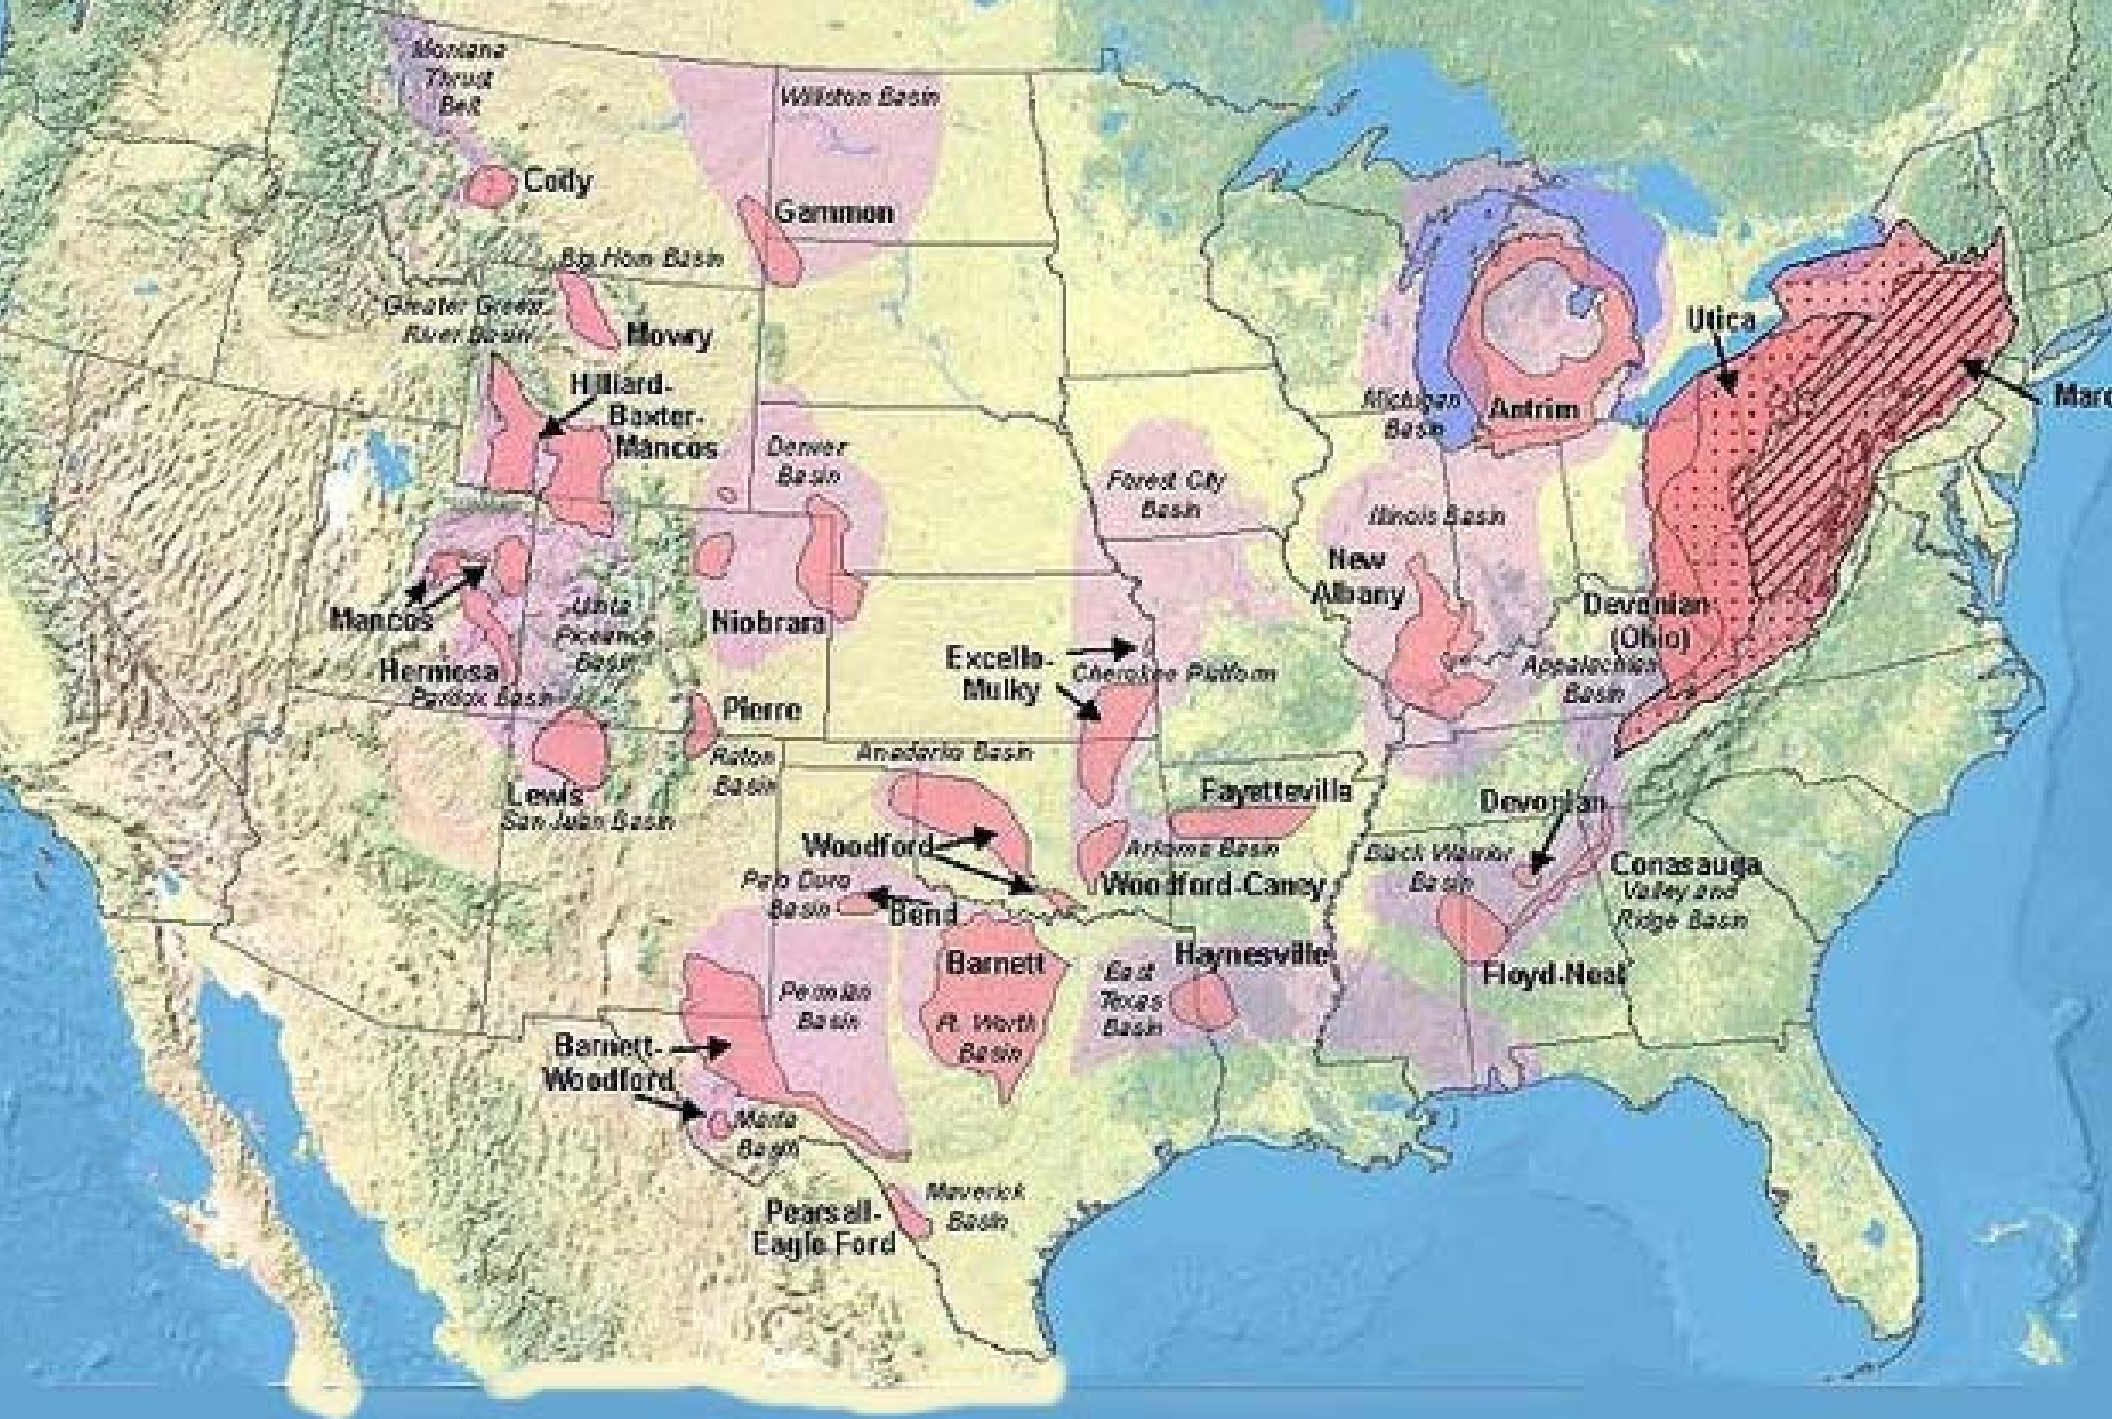 Montana
Thrust
Belt
Williston Basin
Cody
Gammon
Big Horn Basin
Greater Green
River Basin
Mowry
Hilliard-
Baxter-
Mancos
Denver
Basin
Forest City
Basin
Michigan
Basin
Antrim
Utica
Marc
Illinois Basin
New
Albany
Devonian
(Ohio)
Appalachian
Basin
Mancos
Uinta
Piceance
Basin
Niobrara
Hermosa
Paradox Basin
Excello-
Mulky
Cherokee Platform
Pierre
Raton
Basin
Anadarko Basin
Lewis
San Juan Basin
Fayetteville
Devonian
Woodford
Arkoma Basin
Black Warrior
Basin
Conasauga
Valley and
Ridge Basin
Palo Duro
Basin
Bend
Woodford-Caney
Barnett
Haynesville
East
Texas
Basin
Floyd-Neal
Permian
Basin
Ft. Worth
Basin
Barnett-
Woodford
Marfa
Basin
Maverick
Basin
Pearsall-
Eagle Ford